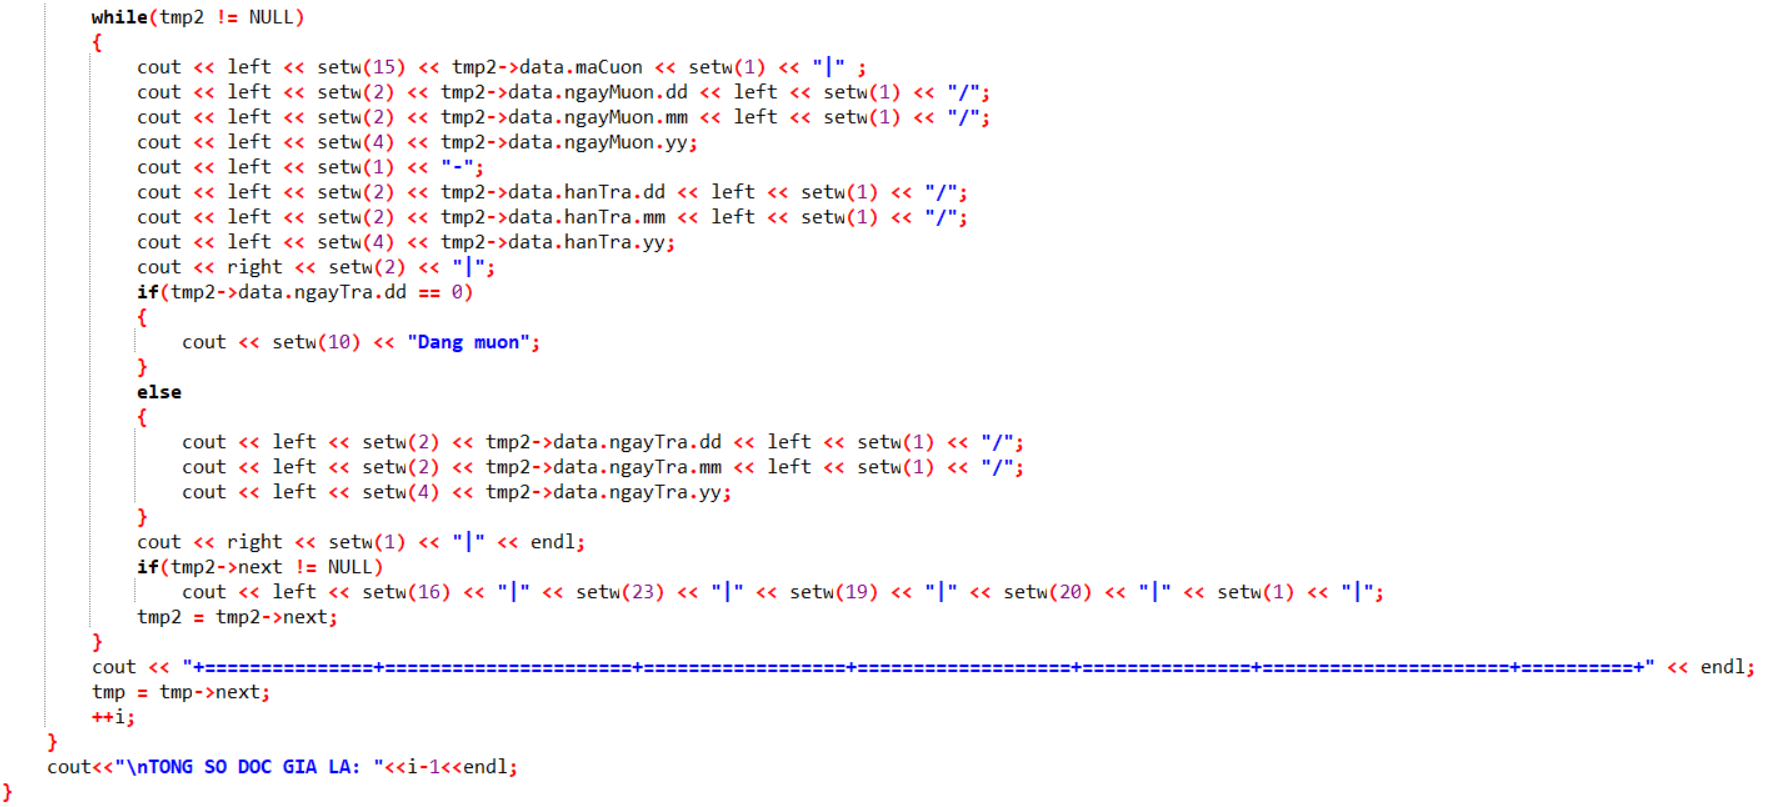 while(tmp2 != NULL)
{
cout << left << setw(15) << tmp2->data.maCuon << setw(1) << "|" ;
cout << left << setw(2) << tmp2->data.ngayMuon.dd << left << setw(1) << "/";
cout << left << setw(2) << tmp2->data.ngayMuon.mm << left << setw(1) << "/";
cout << left << setw(4) << tmp2->data.ngayMuon.yy;
cout << left << setw(1) << "-";
cout << left << setw(2) << tmp2->data.hanTra.dd << left << setw(1) << "/";
cout << left << setw(2) << tmp2->data.hanTra.mm << left << setw(1) << "/";
cout << left << setw(4) << tmp2->data.hanTra.yy;
cout << right << setw(2) << "|";
if(tmp2->data.ngayTra.dd == 0)
{
cout << setw(10) << "Dang muon";
}
else
{
cout << left << setw(2) << tmp2->data.ngayTra.dd << left << setw(1) << "/";
cout << left << setw(2) << tmp2->data.ngayTra.mm << left << setw(1) << "/";
cout << left << setw(4) << tmp2->data.ngayTra.yy;
}
cout << right << setw(1) << "|" << endl;
if(tmp2->next != NULL)
cout << left << setw(16) << "|" << setw(23) << "|" << setw(19) << "|" << setw(20) << "|" << setw(1) << "|";
tmp2 = tmp2->next;
}
cout << "+===============+======================+==================+===================+===============+======================+==========+" << endl;
tmp = tmp->next;
++i;
}
cout<<"\nTONG SO DOC GIA LA: "<<i-1<<endl;
}